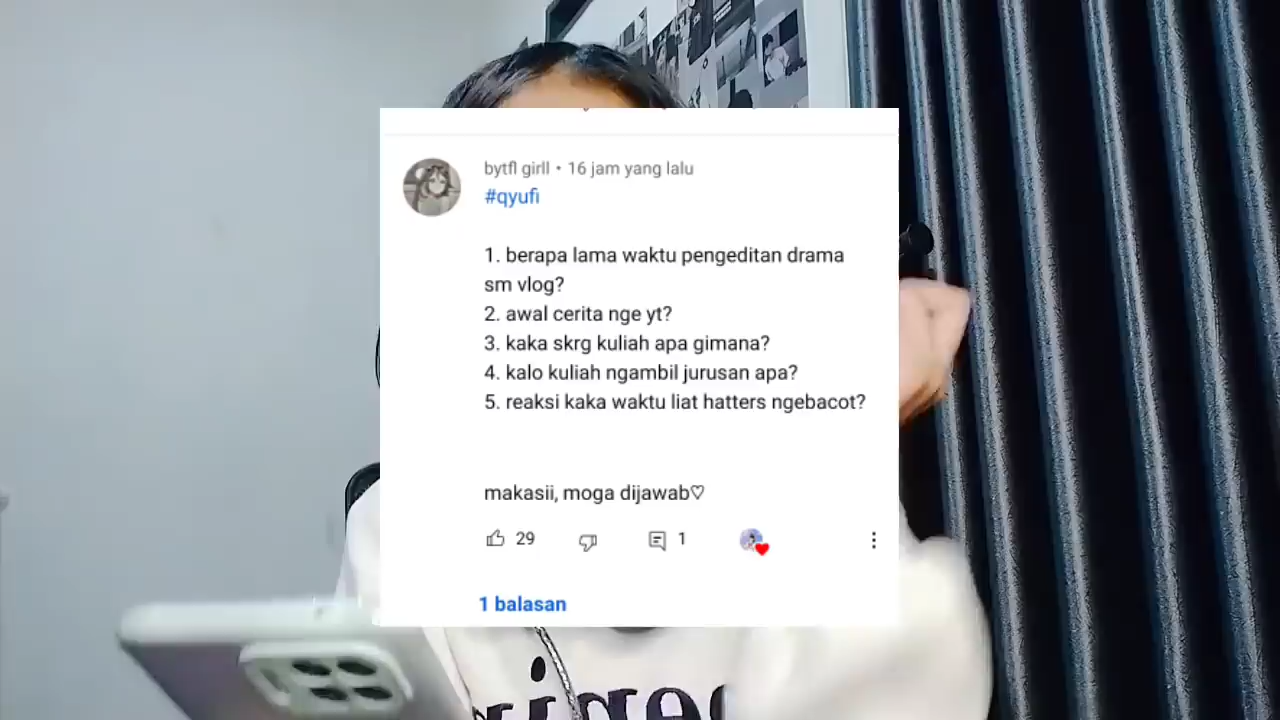 bytfl girll • 16 jam yang lalu
#qyufi
1. berapa lama waktu pengeditan drama
sm vlog?
2. awal cerita nge yt?
3. kaka skrg kuliah apa gimana?
4. kalo kuliah ngambil jurusan apa?
5. reaksi kaka waktu liat hatters ngebacot?
makasii, moga dijawab♡
29
1
1 balasan